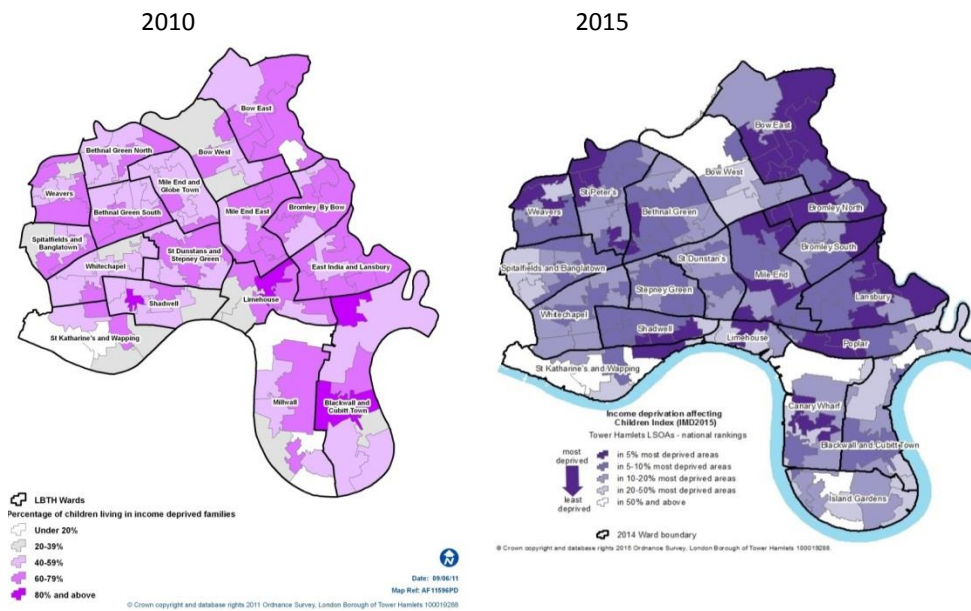 2010
2015
Bow East
Bethnal Green North
Bow West
Mile End and
Globe Town
Weavers
Bethnal Green South
Mile End East
Bromley By Bow
Spitalfields and
Banglatown
St Dunstans and
Stepney Green
Whitechapel
East India and Lansbury
Shadwell
Limehouse
St Katharine's and Wapping
Millwall
Blackwall and
Cubitt Town
LBTH Wards
Percentage of children living in income deprived families
Under 20%
20-39%
40-59%
60-79%
80% and above
Date: 09/06/11
Map Ref: AF11596PD
© Crown copyright and database rights 2011 Ordnance Survey, London Borough of Tower Hamlets 100019288
Bow East
Bow West
St Peter's
Weavers
Bethnal Green
Bromley North
Bromley South
St Dunstan's
Spitalfields and Banglatown
Mile End
Stepney Green
Lansbury
Whitechapel
Shadwell
Limehouse
Poplar
St Katharine's and Wapping
Canary Wharf
Blackwall and Cubitt Town
Island Gardens
Income deprivation affecting
Children Index (IMD2015)
Tower Hamlets LSOAs - national rankings
most
deprived
least
deprived
in 5% most deprived areas
in 5-10% most deprived areas
in 10-20% most deprived areas
in 20-50% most deprived areas
in 50% and above
2014 Ward boundary
© Crown copyright and database rights 2015 Ordnance Survey, London Borough of Tower Hamlets 100019288.